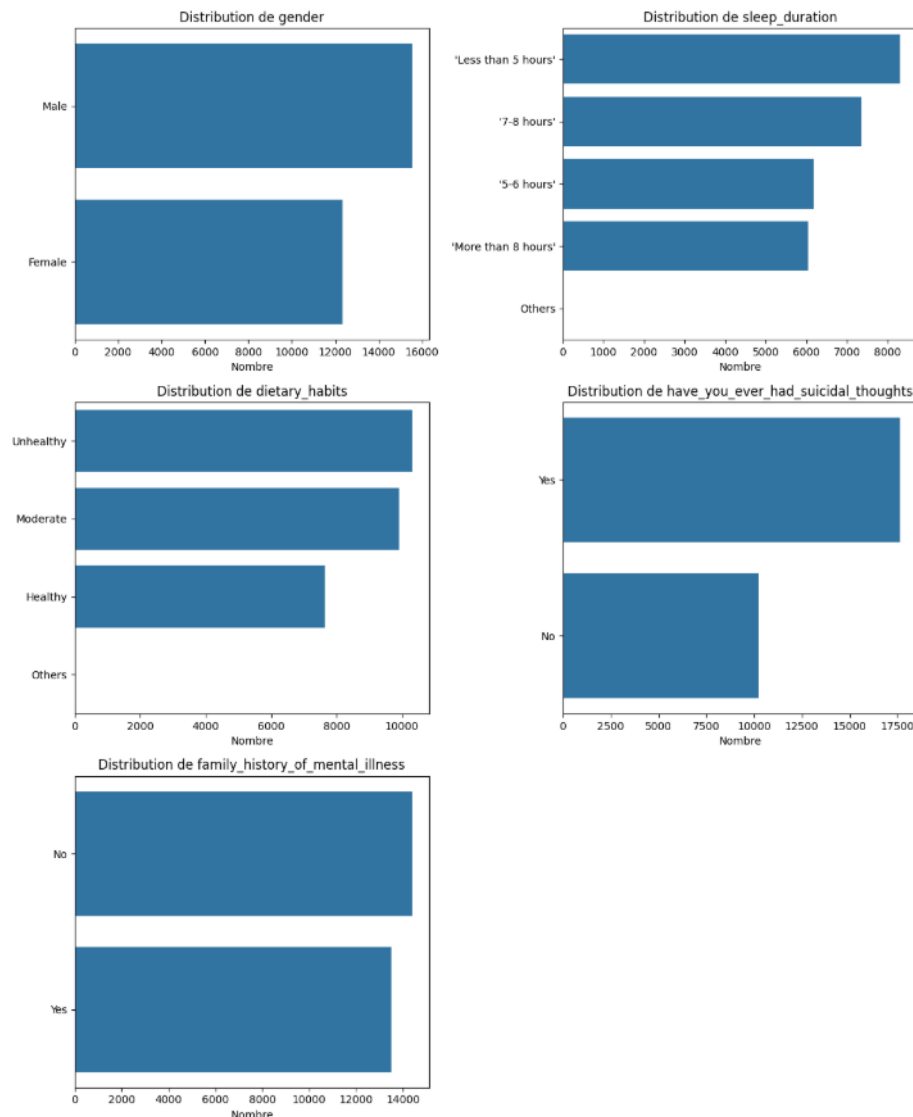 Distribution de gender
Male
Female
0 2000 4000 6000 8000 10000 12000 14000 16000
Nombre
Distribution de sleep_duration
'Less than 5 hours'
'7-8 hours'
'5-6 hours'
'More than 8 hours'
Others
0 1000 2000 3000 4000 5000 6000 7000 8000
Nombre
Distribution de dietary_habits
Unhealthy
Moderate
Healthy
Others
0 2000 4000 6000 8000 10000
Nombre
Distribution de have_you_ever_had_suicidal_thoughts
Yes
No
0 2500 5000 7500 10000 12500 15000 17500
Nombre
Distribution de family_history_of_mental_illness
No
Yes
0 2000 4000 6000 8000 10000 12000 14000
Nombre